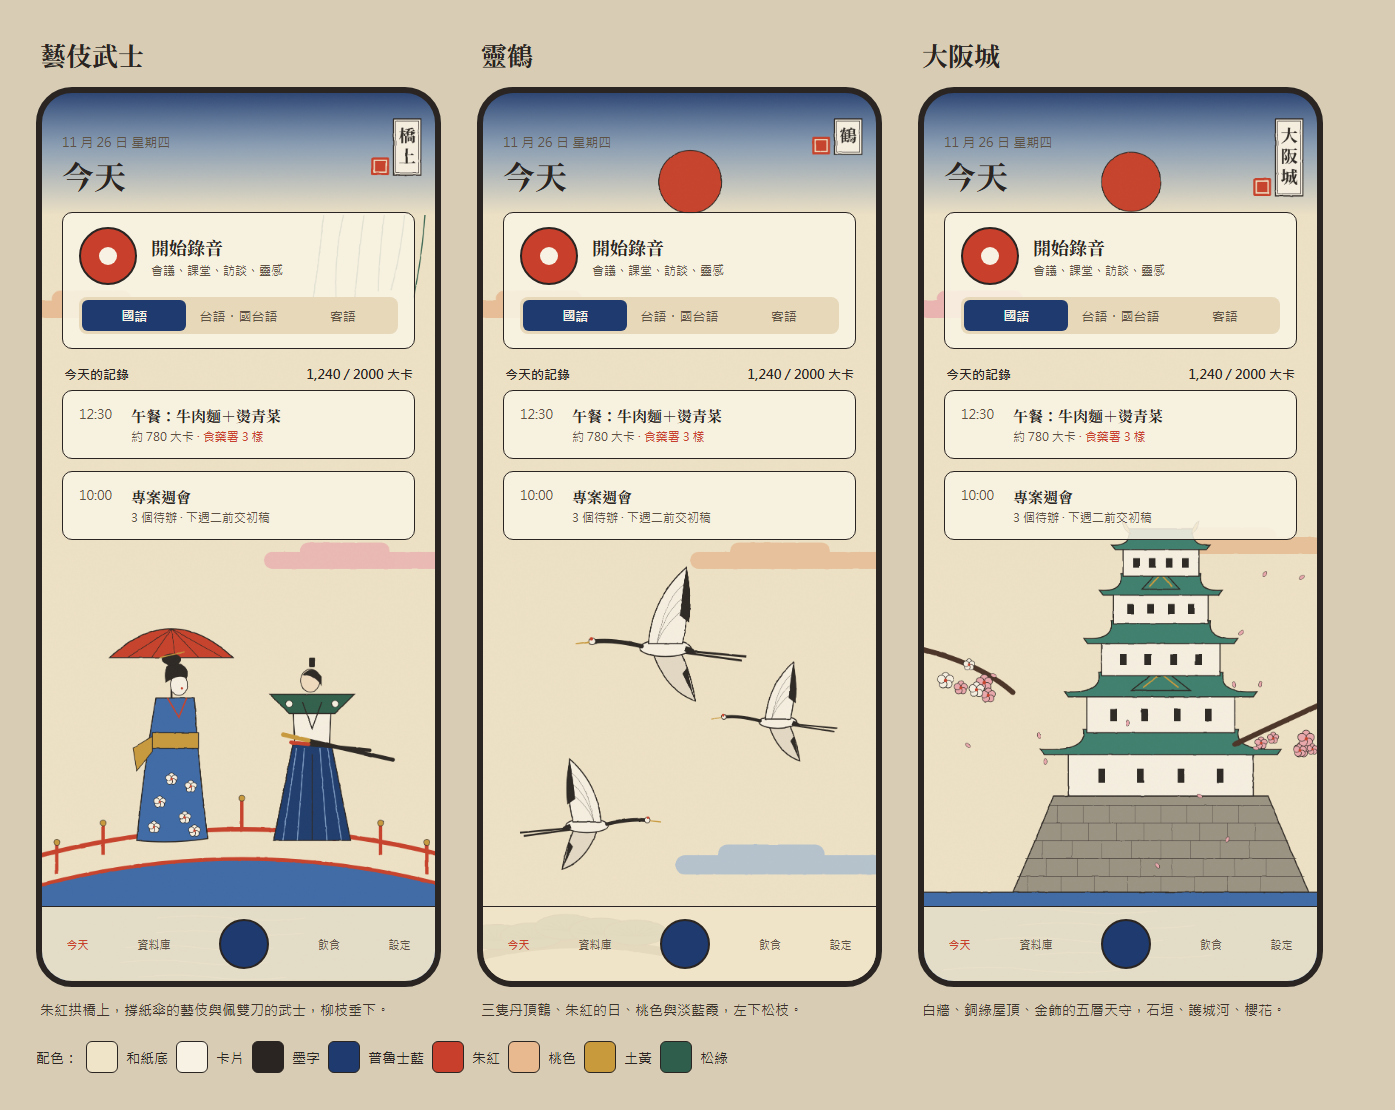 藝伎武士
11 月 26 日 星期四
今天
橋上
開始錄音
會議、課堂、訪談、靈感
國語
台語・國台語
客語
今天的記錄
1,240 / 2000 大卡
12:30
午餐：牛肉麵＋燙青菜
約 780 大卡 · 食藥署 3 樣
10:00
專案週會
3 個待辦 · 下週二前交初稿
今天
資料庫
飲食
設定
朱紅拱橋上，撐紙傘的藝伎與佩雙刀的武士，柳枝垂下。
靈鶴
11 月 26 日 星期四
今天
鶴
開始錄音
會議、課堂、訪談、靈感
國語
台語・國台語
客語
今天的記錄
1,240 / 2000 大卡
12:30
午餐：牛肉麵＋燙青菜
約 780 大卡 · 食藥署 3 樣
10:00
專案週會
3 個待辦 · 下週二前交初稿
今天
資料庫
飲食
設定
三隻丹頂鶴、朱紅的日、桃色與淡藍霞，左下松枝。
大阪城
11 月 26 日 星期四
今天
大阪城
開始錄音
會議、課堂、訪談、靈感
國語
台語・國台語
客語
今天的記錄
1,240 / 2000 大卡
12:30
午餐：牛肉麵＋燙青菜
約 780 大卡 · 食藥署 3 樣
10:00
專案週會
3 個待辦 · 下週二前交初稿
今天
資料庫
飲食
設定
白牆、銅綠屋頂、金飾的五層天守，石垣、護城河、櫻花。
配色： 和紙底 卡片 墨字 普魯士藍 朱紅 桃色 土黃 松綠